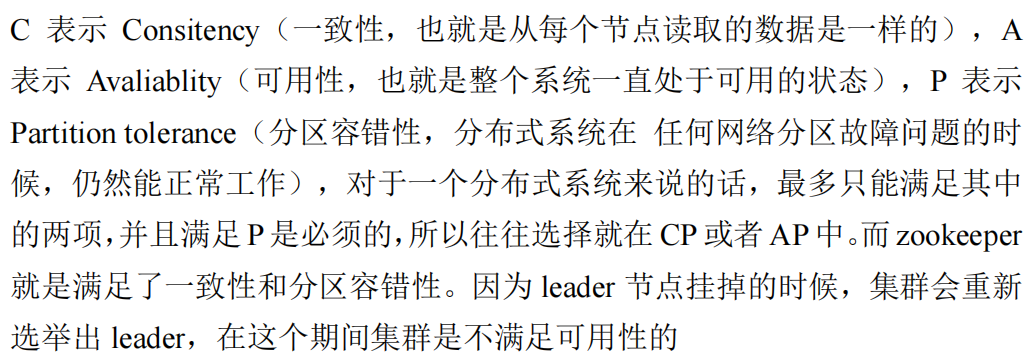 C 表示 Consitency（一致性，也就是从每个节点读取的数据是一样的），A
表示 Avaliablity（可用性，也就是整个系统一直处于可用的状态），P 表示
Partition tolerance（分区容错性，分布式系统在 任何网络分区故障问题的时
候，仍然能正常工作），对于一个分布式系统来说的话，最多只能满足其中
的两项，并且满足 P 是必须的，所以往往选择就在 CP 或者 AP 中。而 zookeeper
就是满足了一致性和分区容错性。因为 leader 节点挂掉的时候，集群会重新
选举出 leader，在这个期间集群是不满足可用性的